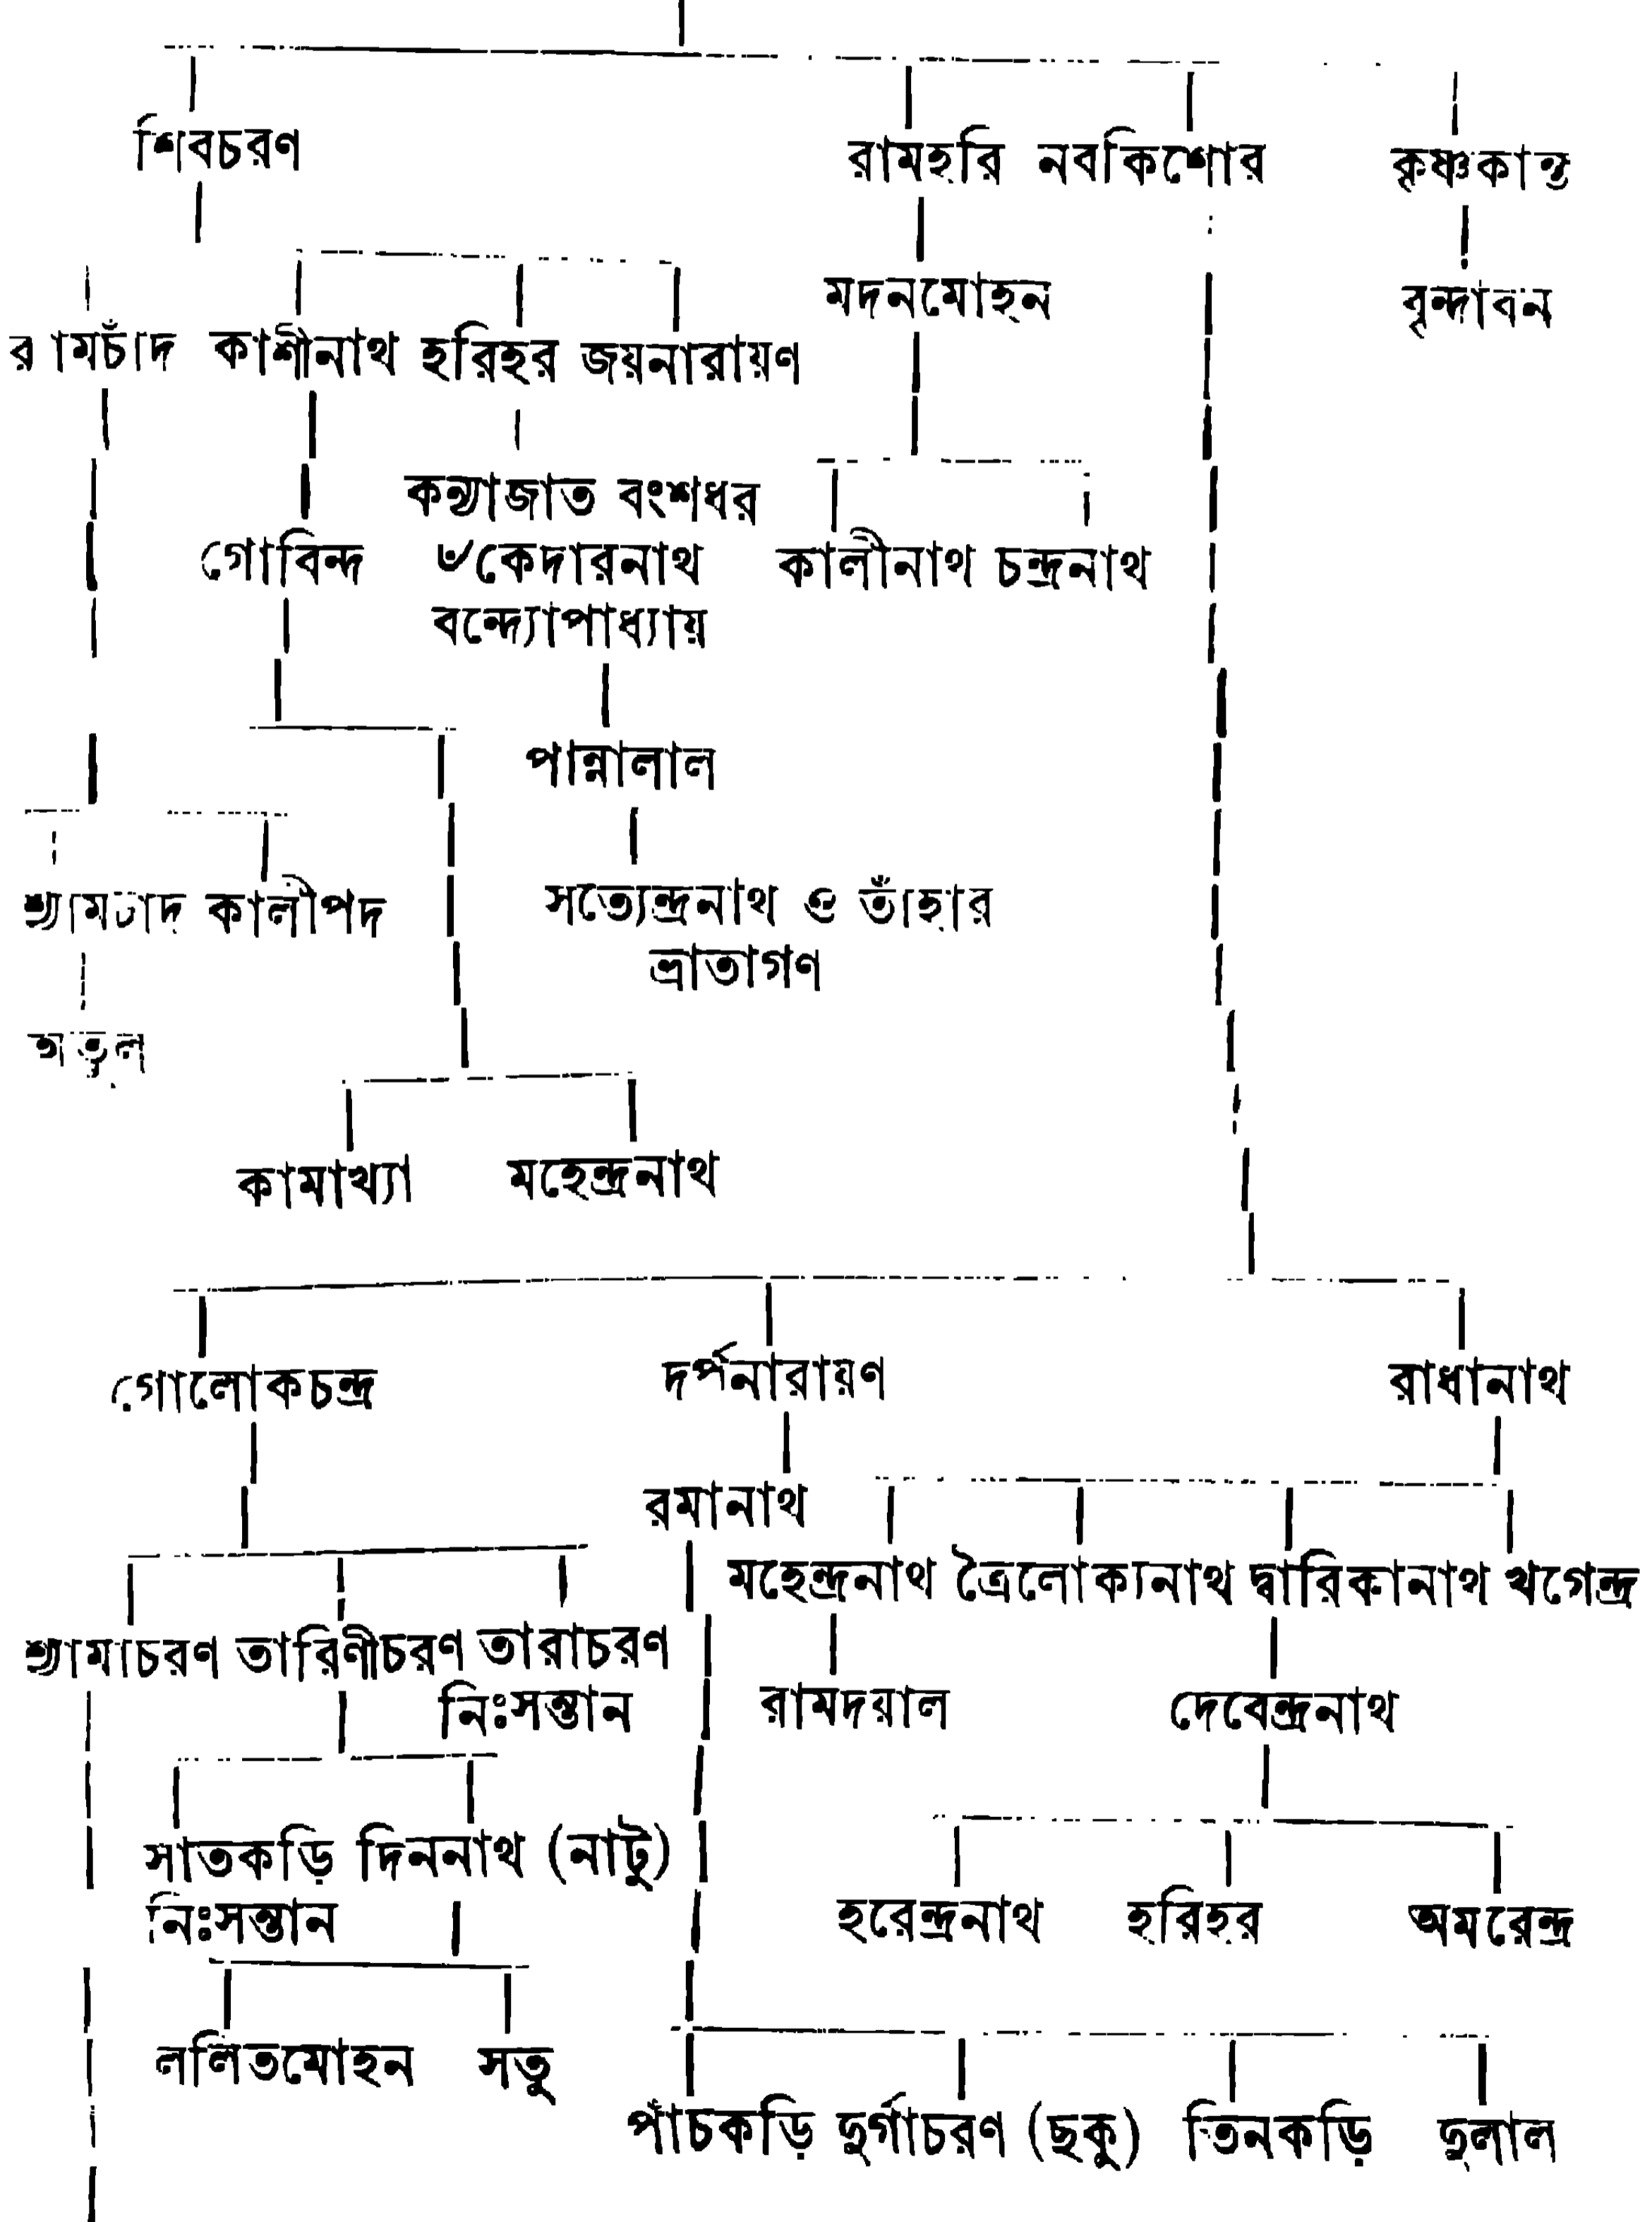 শিবচরণ রামহরি নবকিশোর কৃষ্ণকান্ত
মদনমোহন বৃন্দাবন
রামচাঁদ কাশীনাথ হরিহর জয়নারায়ণ
কন্যাজাত বংশধর
গোবিন্দ ৺কেদারনাথ কালীনাথ চন্দ্রনাথ
বন্দ্যোপাধ্যায়
পান্নালাল
শ্যামচাঁদ কালীপদ সত্যেন্দ্রনাথ ও তাঁহার
ভ্রাতাগণ
অতুল
কামাখ্যা মহেন্দ্রনাথ
গোলোকচন্দ্র দর্পনারায়ণ রাধানাথ
রমানাথ
মহেন্দ্রনাথ ত্রৈলোক্যনাথ দ্বারিকানাথ খগেন্দ্র
শ্যামাচরণ তারিণীচরণ তারাচরণ
নিঃসন্তান রামদয়াল দেবেন্দ্রনাথ
সাতকড়ি দিননাথ (নাটু)
নিঃসন্তান হরেন্দ্রনাথ হরিহর অমরেন্দ্র
ললিতমোহন সতু
পাঁচকড়ি দুর্গাচরণ (ছকু) তিনকড়ি দুলাল